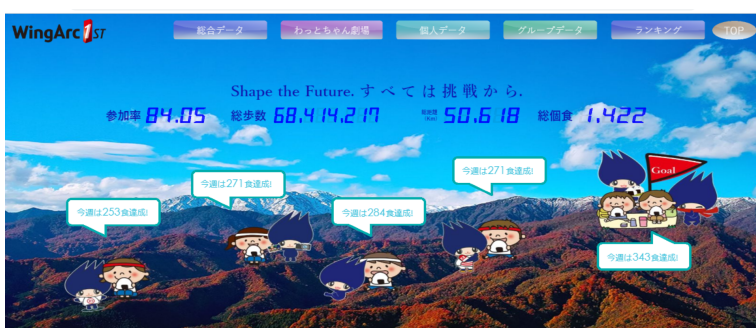 WingArc 1ST
総合データ
わっとちゃん劇場
個人データ
グループデータ
ランキング
TOP
Shape the Future. すべては挑戦から.
参加率 84.05 総歩数 68,414,217 (Km) 50,618 総個食 1,422
今週は253食達成!
今週は271食達成!
今週は284食達成!
今週は271食達成!
Goal
今週は343食達成!